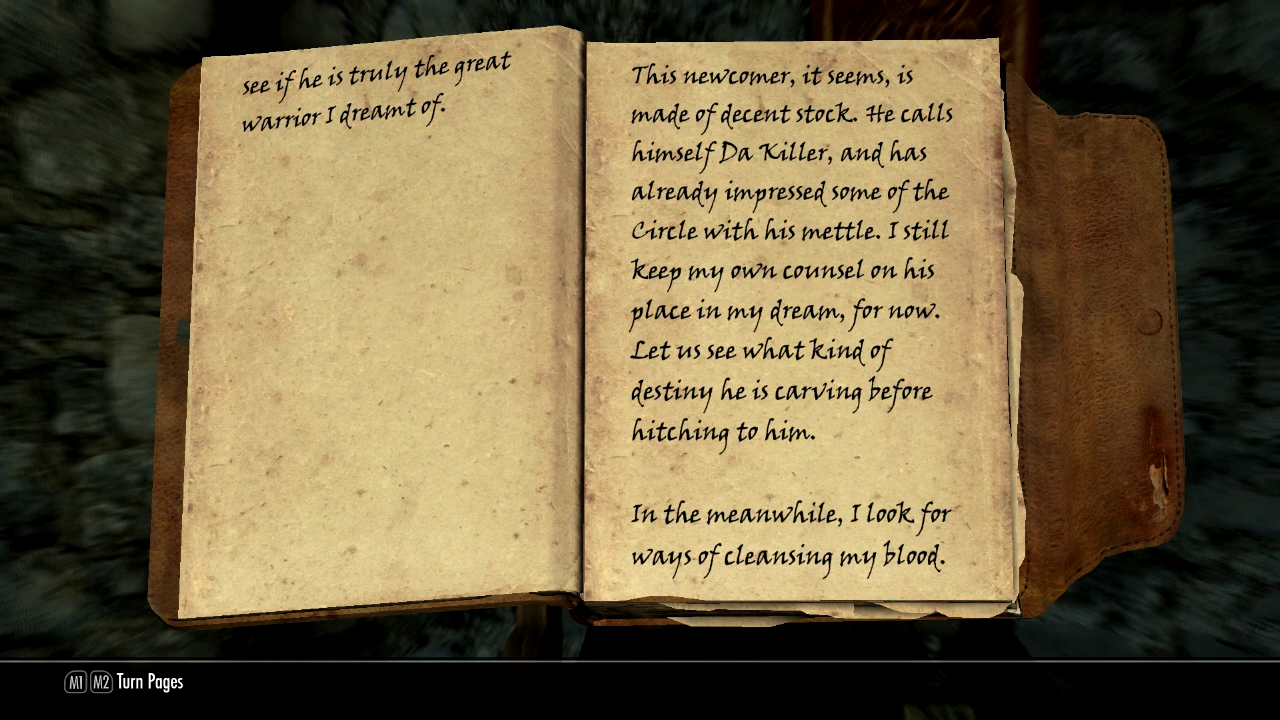 see if he is truly the great
warrior I dreamt of.
This newcomer, it seems, is
made of decent stock. He calls
himself Da Killer, and has
already impressed some of the
Circle with his mettle. I still
keep my own counsel on his
place in my dream, for now.
Let us see what kind of
destiny he is carving before
hitching to him.
In the meanwhile, I look for
ways of cleansing my blood.
M1 M2 Turn Pages